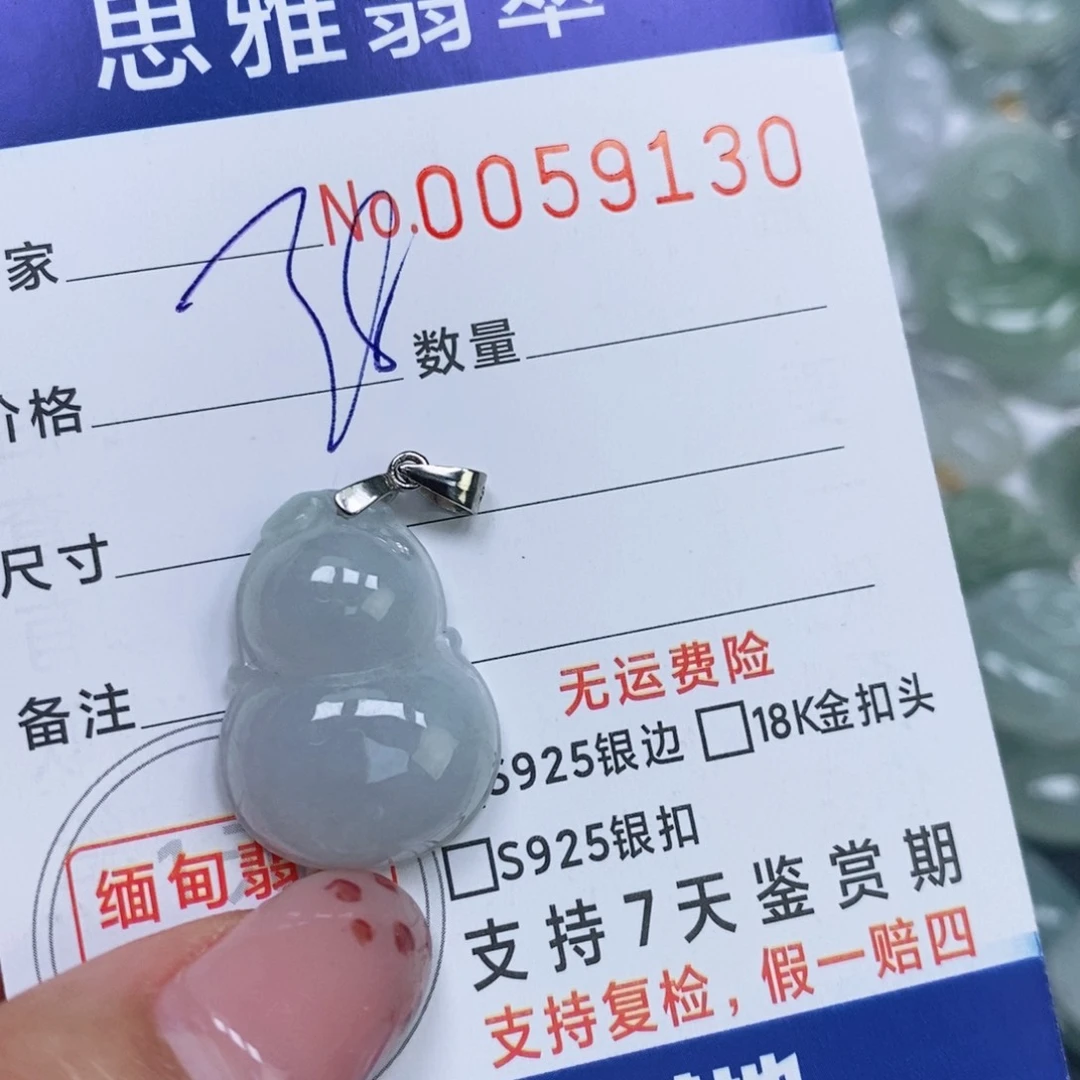 思雅翡翠
No.0059130
家
78
价格
数量
尺寸
备注
无运费险
S925银边 18K金扣头
S925银扣
缅甸翡
支持7天鉴赏期
支持复检，假一赔四